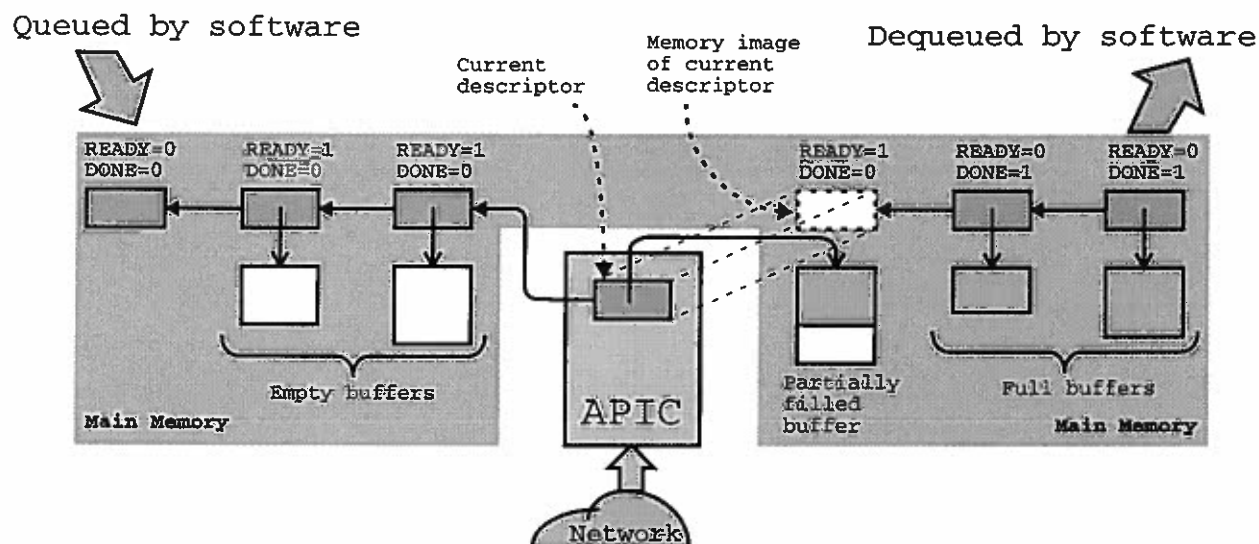 Queued by software
Dequeued by software
Current
descriptor
Memory image
of current
descriptor
READY=0
DONE=0
READY=1
DONE=0
READY=1
DONE=0
READY=1
DONE=0
READY=0
DONE=1
READY=0
DONE=1
Empty buffers
Main Memory
APIC
Partially
filled
buffer
Full buffers
Main Memory
Network